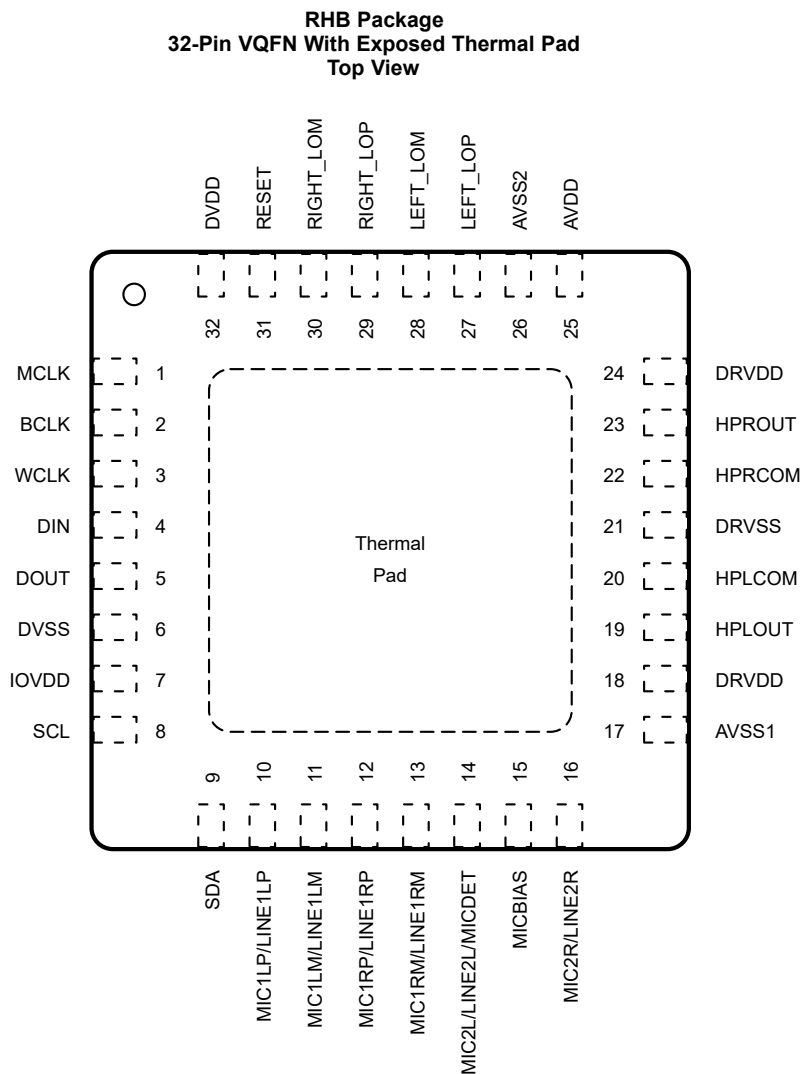 RHB Package
32-Pin VQFN With Exposed Thermal Pad
Top View
DVDD
RESET
RIGHT_LOM
RIGHT_LOP
LEFT_LOM
LEFT_LOP
AVSS2
AVDD
32
31
30
29
28
27
26
25
MCLK 1
BCLK 2
WCLK 3
DIN 4
DOUT 5
DVSS 6
IOVDD 7
SCL 8
Thermal
Pad
24 DRVDD
23 HPROUT
22 HPRCOM
21 DRVSS
20 HPLCOM
19 HPLOUT
18 DRVDD
17 AVSS1
9
10
11
12
13
14
15
16
SDA
MIC1LP/LINE1LP
MIC1LM/LINE1LM
MIC1RP/LINE1RP
MIC1RM/LINE1RM
MIC2L/LINE2L/MICDET
MICBIAS
MIC2R/LINE2R